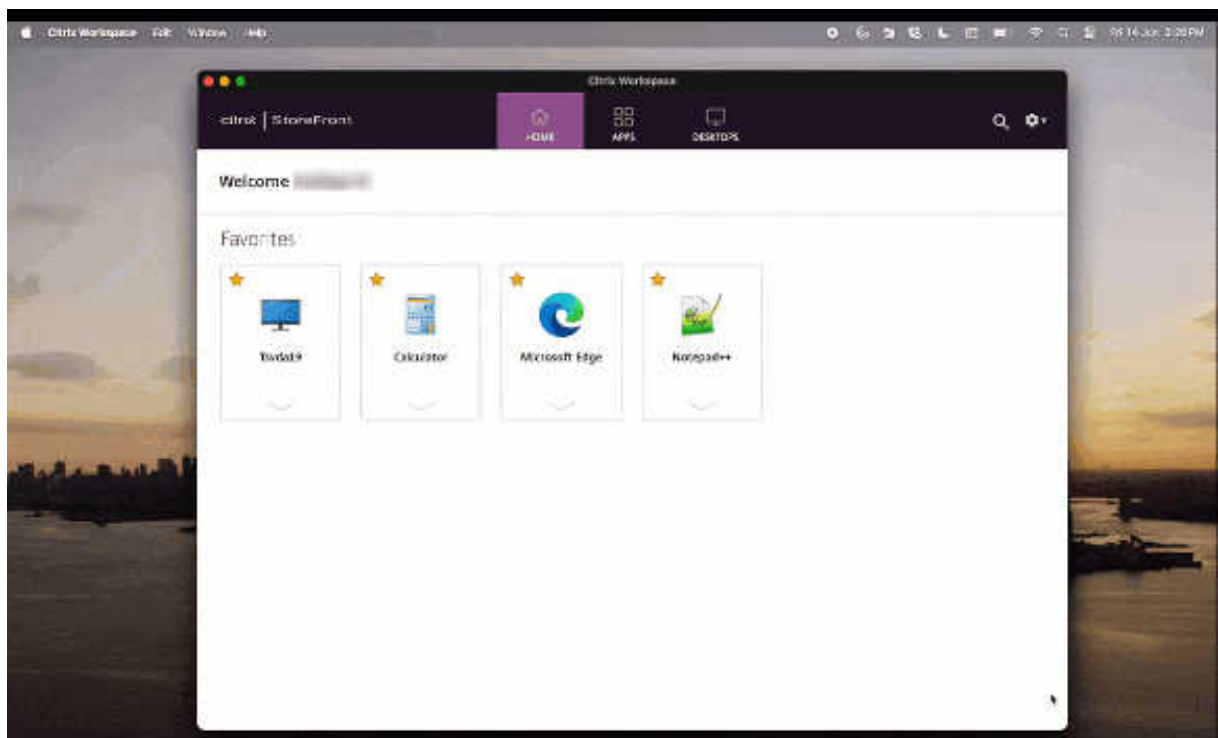 Citrix Workspace Edit Window Help
Citrix Workspace
citrix | StoreFront
HOME
APPS
DESKTOPS
Welcome
Favorites
Calculator
Microsoft Edge
Notepad++